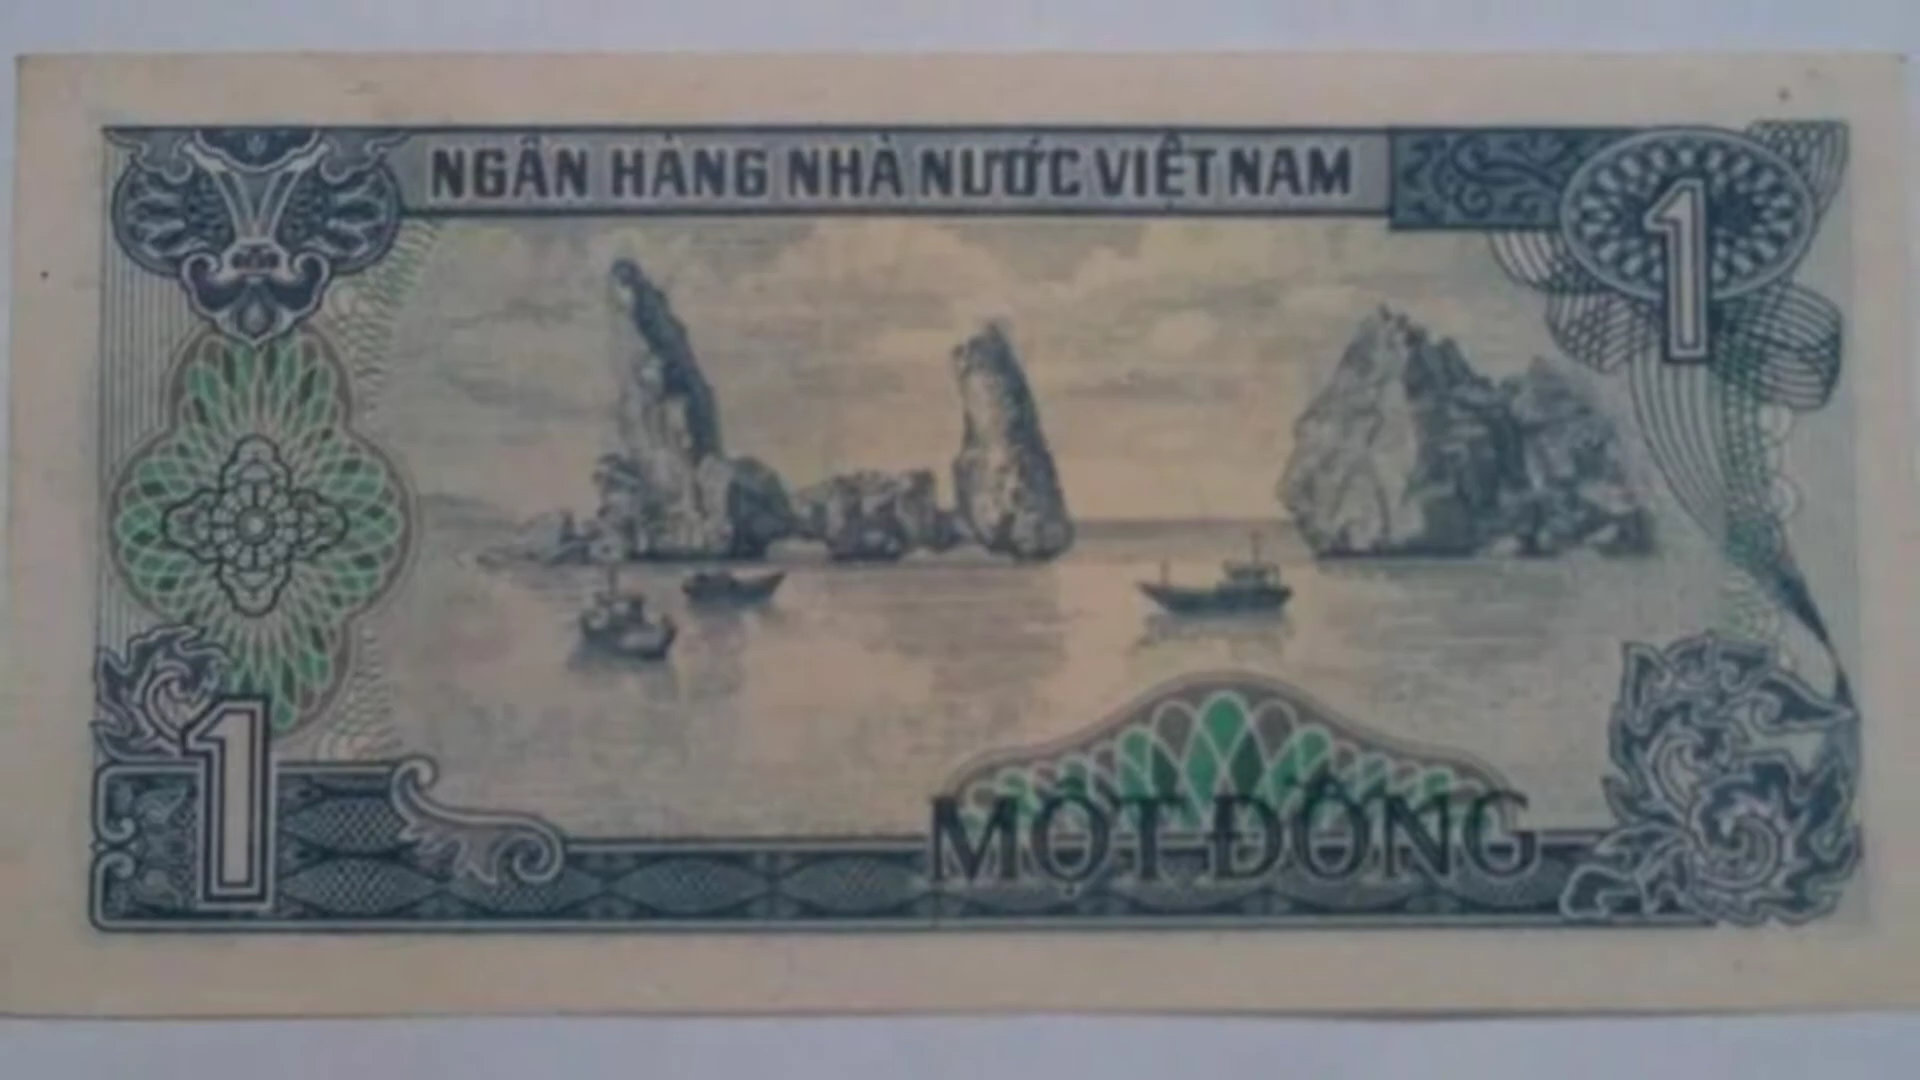 NGÂN HÀNG NHÀ NƯỚC VIỆT NAM
1
1
MỘT ĐỒNG